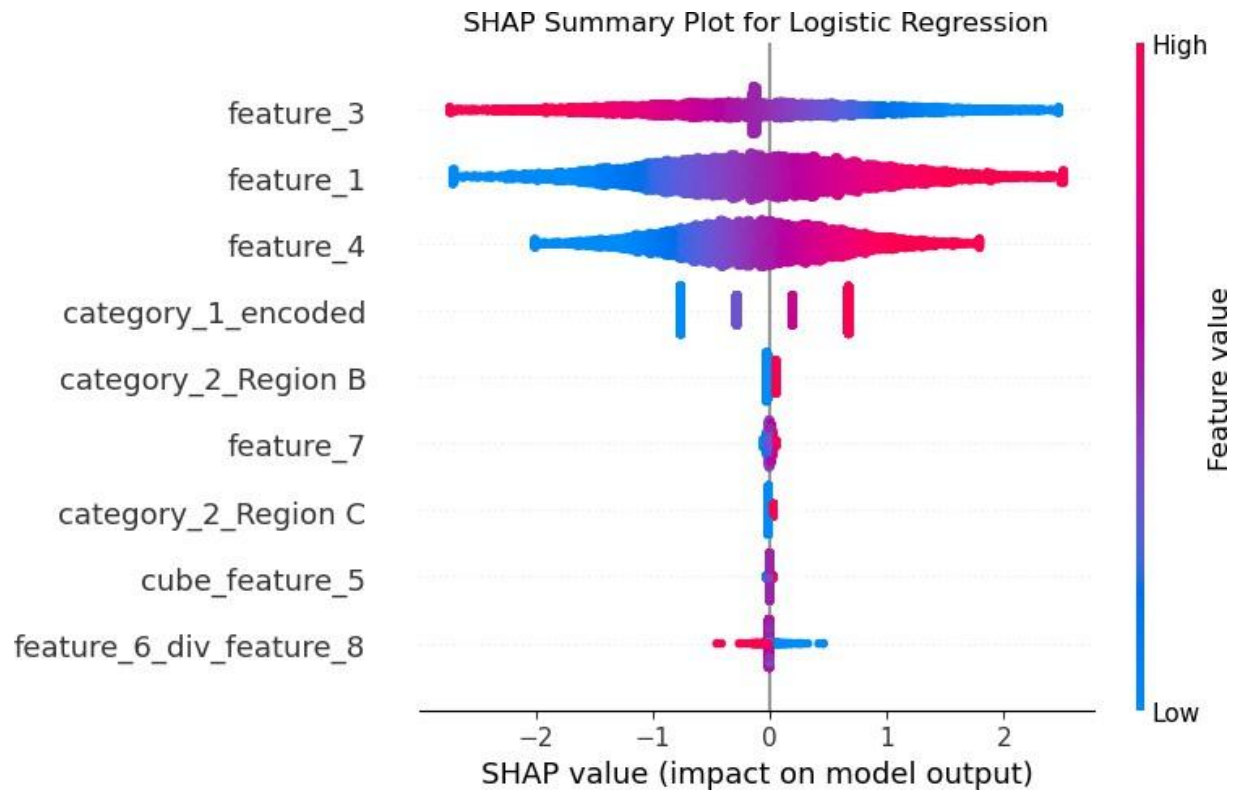 SHAP Summary Plot for Logistic Regression
High
feature_3
feature_1
feature_4
category_1_encoded
category_2_Region B
feature_7
category_2_Region C
cube_feature_5
feature_6_div_feature_8
Feature value
Low
−2 −1 0 1 2
SHAP value (impact on model output)